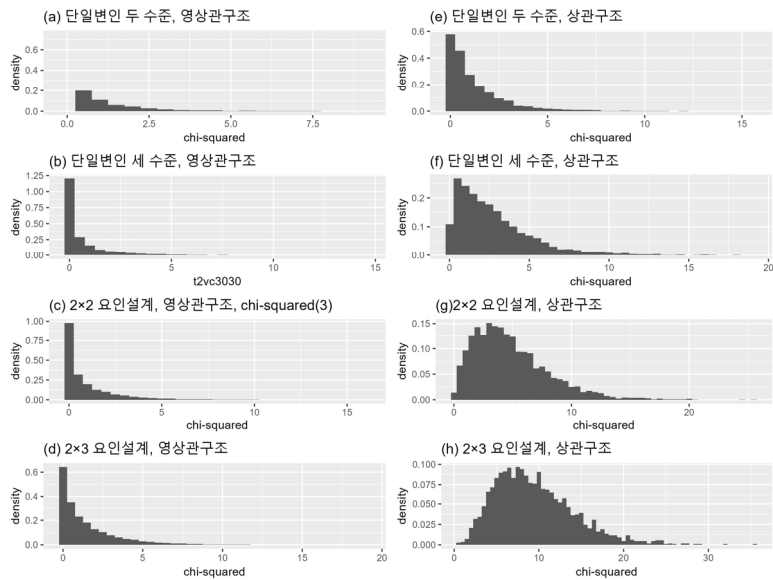 (a) 단일변인 두 수준, 영상관구조
0.6
0.4
0.2
0.0
density
0.0 2.5 5.0 7.5
chi-squared
(b) 단일변인 세 수준, 영상관구조
1.25
1.00
0.75
0.50
0.25
0.00
density
0 5 10 15
t2vc3030
(c) 2×2 요인설계, 영상관구조, chi-squared(3)
1.00
0.75
0.50
0.25
0.00
density
0 5 10 15
chi-squared
(d) 2×3 요인설계, 영상관구조
0.6
0.4
0.2
0.0
density
0 5 10 15 20
chi-squared
(e) 단일변인 두 수준, 상관구조
0.6
0.4
0.2
0.0
density
0 5 10 15
chi-squared
(f) 단일변인 세 수준, 상관구조
0.2
0.1
0.0
density
0 5 10 15 20
chi-squared
(g)2×2 요인설계, 상관구조
0.15
0.10
0.05
0.00
density
0 10 20
chi-squared
(h) 2×3 요인설계, 상관구조
0.100
0.075
0.050
0.025
0.000
density
0 10 20 30
chi-squared